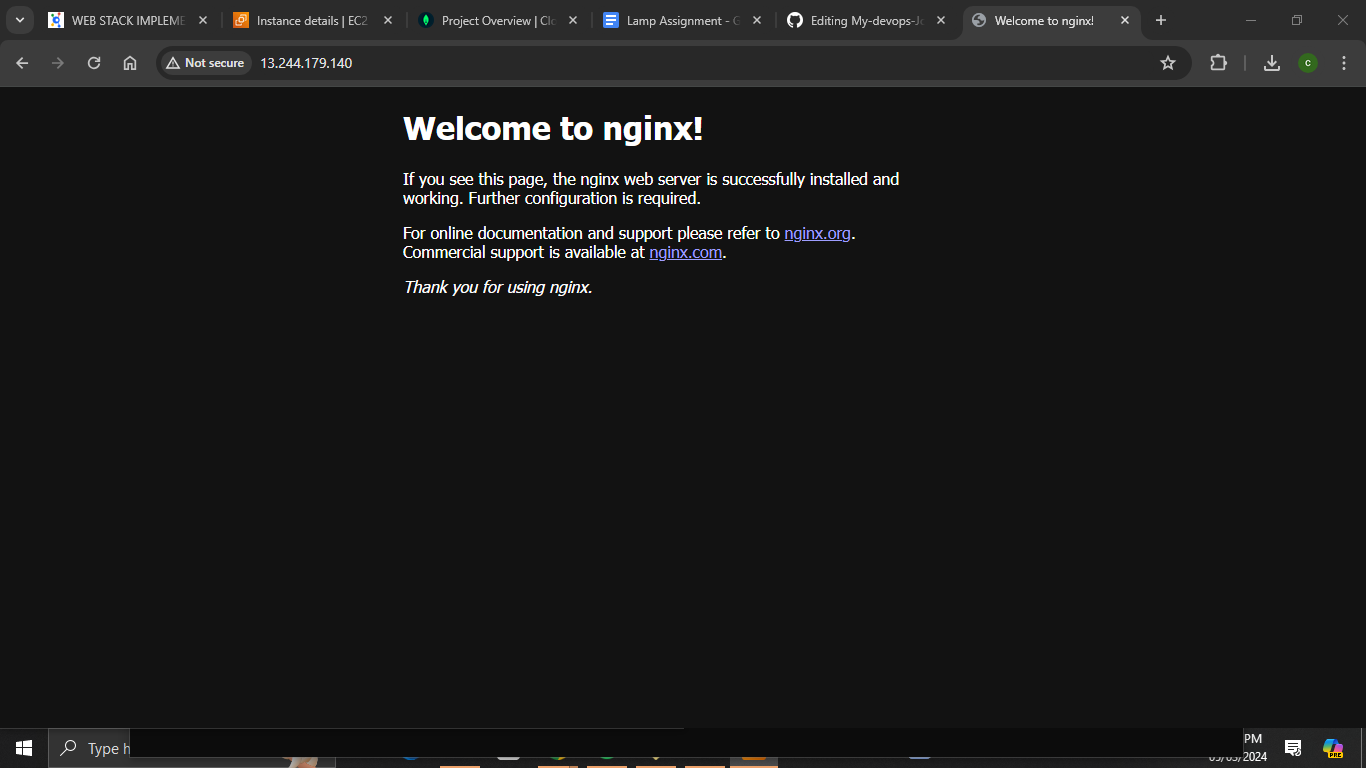 WEB STACK IMPLEME
Instance details | EC2
Project Overview | Clo
Lamp Assignment - G
Editing My-devops-Jo
Welcome to nginx!
Not secure
13.244.179.140
c
Welcome to nginx!
If you see this page, the nginx web server is successfully installed and
working. Further configuration is required.
For online documentation and support please refer to nginx.org.
Commercial support is available at nginx.com.
Thank you for using nginx.
Type h
PM
PRE